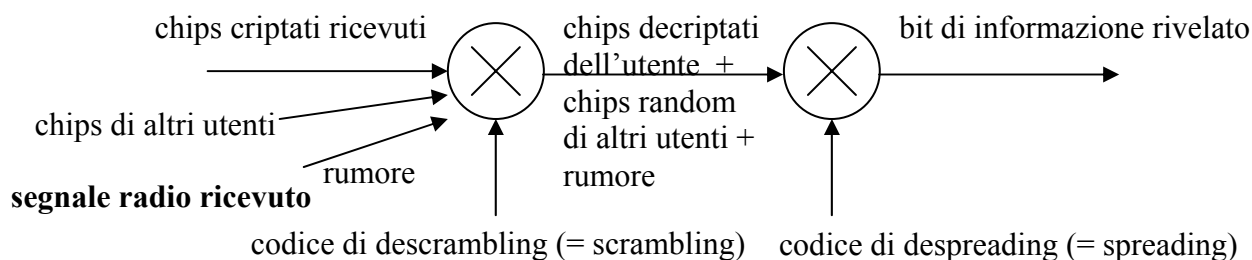 chips criptati ricevuti
chips di altri utenti
rumore
segnale radio ricevuto
chips decriptati
dell’utente +
chips random
di altri utenti +
rumore
bit di informazione rivelato
codice di descrambling (= scrambling)
codice di despreading (= spreading)